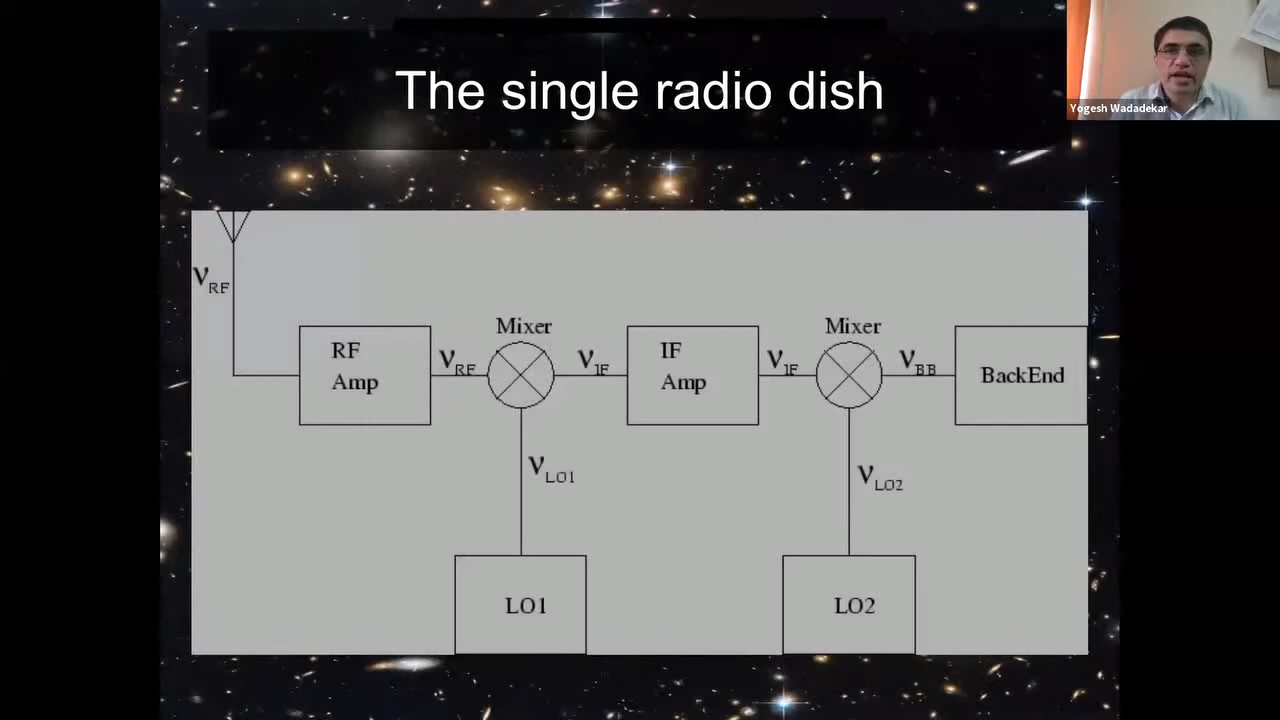 The single radio dish
Yogesh Wadadekar
νRF
RF
Amp
νRF
Mixer
νIF
IF
Amp
νIF
Mixer
νBB
BackEnd
νLO1
νLO2
LO1
LO2